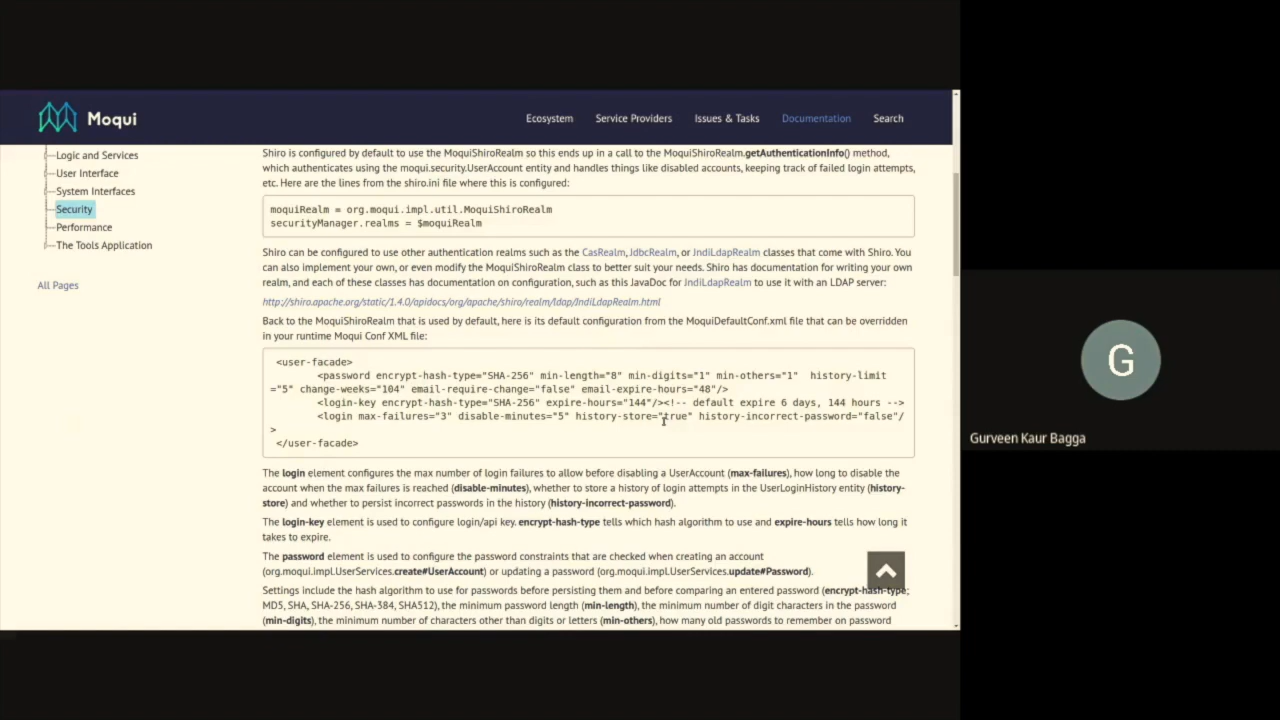 Moqui
Ecosystem Service Providers Issues & Tasks Documentation Search
Logic and Services
User Interface
System Interfaces
Security
Performance
The Tools Application
All Pages
Shiro is configured by default to use the MoquiShiroRealm so this ends up in a call to the MoquiShiroRealm.getAuthenticationInfo() method,
which authenticates using the moqui.security.UserAccount entity and handles things like disabled accounts, keeping track of failed login attempts,
etc. Here are the lines from the shiro.ini file where this is configured:
moquiRealm = org.moqui.impl.util.MoquiShiroRealm
securityManager.realms = $moquiRealm
Shiro can be configured to use other authentication realms such as the CasRealm, JdbcRealm, or JndiLdapRealm classes that come with Shiro. You
can also implement your own, or even modify the MoquiShiroRealm class to better suit your needs. Shiro has documentation for writing your own
realm, and each of these classes has documentation on configuration, such as this JavaDoc for JndiLdapRealm to use it with an LDAP server:
http://shiro.apache.org/static/1.4.0/apidocs/org/apache/shiro/realm/ldap/JndiLdapRealm.html
Back to the MoquiShiroRealm that is used by default, here is its default configuration from the MoquiDefaultConf.xml file that can be overridden
in your runtime Moqui Conf XML file:
<user-facade>
<password encrypt-hash-type="SHA-256" min-length="8" min-digits="1" min-others="1" history-limit
="5" change-weeks="104" email-require-change="false" email-expire-hours="48"/>
<login-key encrypt-hash-type="SHA-256" expire-hours="144"/><!-- default expire 6 days, 144 hours -->
<login max-failures="3" disable-minutes="5" history-store="true" history-incorrect-password="false"/
>
</user-facade>
The login element configures the max number of login failures to allow before disabling a UserAccount (max-failures), how long to disable the
account when the max failures is reached (disable-minutes), whether to store a history of login attempts in the UserLoginHistory entity (history-
store) and whether to persist incorrect passwords in the history (history-incorrect-password).
The login-key element is used to configure login/api key. encrypt-hash-type tells which hash algorithm to use and expire-hours tells how long it
takes to expire.
The password element is used to configure the password constraints that are checked when creating an account
(org.moqui.impl.UserServices.create#UserAccount) or updating a password (org.moqui.impl.UserServices.update#Password).
Settings include the hash algorithm to use for passwords before persisting them and before comparing an entered password (encrypt-hash-type;
MD5, SHA, SHA-256, SHA-384, SHA512), the minimum password length (min-length), the minimum number of digit characters in the password
(min-digits), the minimum number of characters other than digits or letters (min-others), how many old passwords to remember on password
G
Gurveen Kaur Bagga